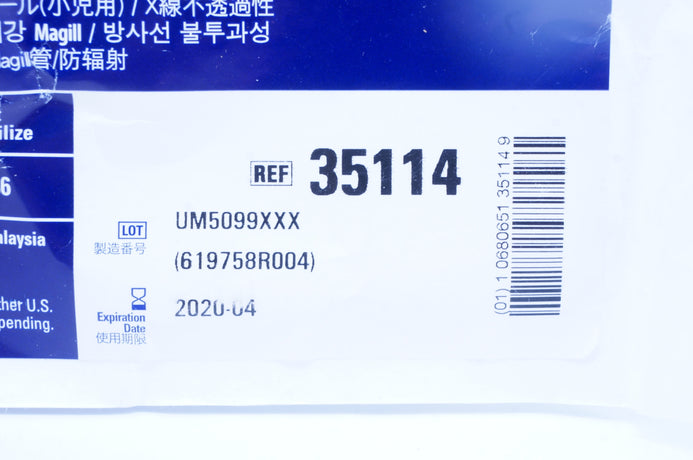 ール(小児用) / X線不透過性
강 Magill / 방사선 불투과성
agill管/防辐射
ilize
6
alaysia
ther U.S.
pending.
REF 35114
LOT UM5099XXX
製造番号
(619758R004)
2020-04
Expiration
Date
使用期限
(01) 1 0680651 35114 9